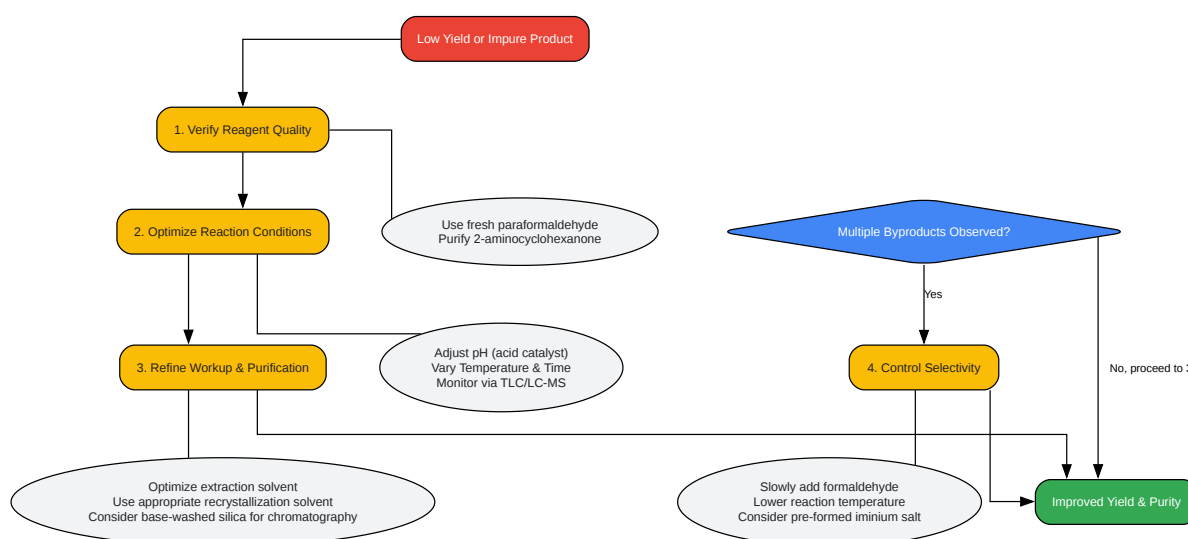 Low Yield or Impure Product
1. Verify Reagent Quality
2. Optimize Reaction Conditions
Use fresh paraformaldehyde
Purify 2-aminocyclohexanone
Multiple Byproducts Observed?
Yes
3. Refine Workup & Purification
Adjust pH (acid catalyst)
Vary Temperature & Time
Monitor via TLC/LC-MS
4. Control Selectivity
No, proceed to 3
Optimize extraction solvent
Use appropriate recrystallization solvent
Consider base-washed silica for chromatography
Slowly add formaldehyde
Lower reaction temperature
Consider pre-formed iminium salt
Improved Yield & Purity